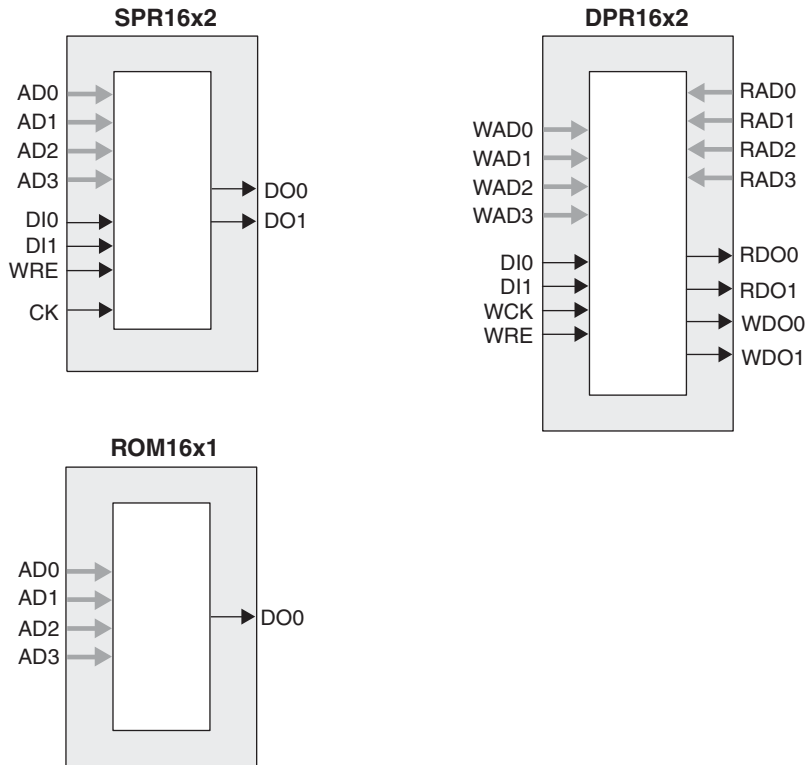 SPR16x2
AD0
AD1
AD2
AD3
DI0
DI1
WRE
CK
DO0
DO1
DPR16x2
WAD0
WAD1
WAD2
WAD3
DI0
DI1
WCK
WRE
RAD0
RAD1
RAD2
RAD3
RDO0
RDO1
WDO0
WDO1
ROM16x1
AD0
AD1
AD2
AD3
DO0